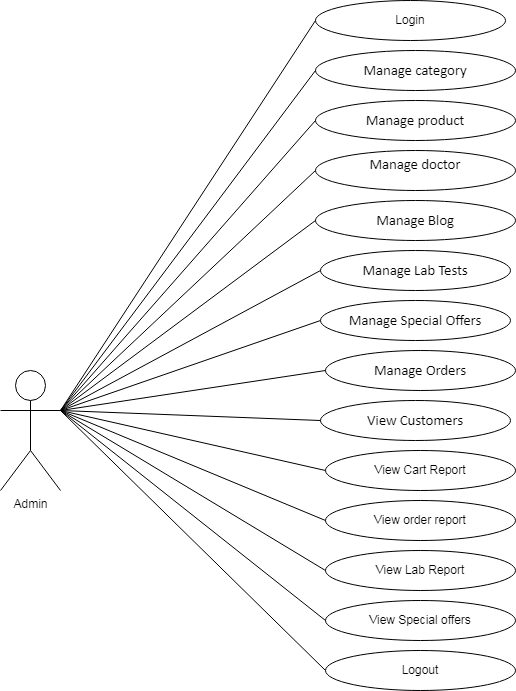 Login
Manage category
Manage product
Manage doctor
Manage Blog
Manage Lab Tests
Manage Special Offers
Manage Orders
View Customers
View Cart Report
Admin
View order report
View Lab Report
View Special offers
Logout